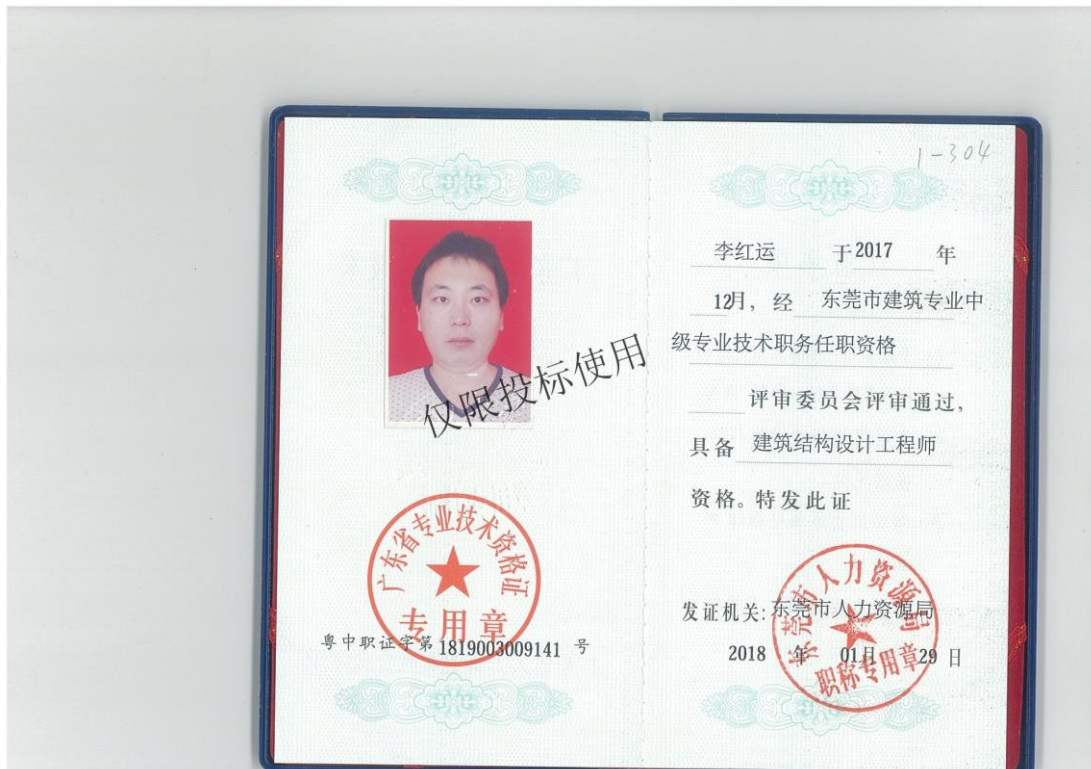 仅限投标使用
广东省专业技术资格证
专用章
粤中职证字第 1819003009141 号
1-304
李红运 于 2017 年
12月，经 东莞市建筑专业中
级专业技术职务任职资格
评审委员会评审通过，
具备 建筑结构设计工程师
资格。特发此证
发证机关: 东莞市人力资源局
2018 年 01月 29 日
东莞市人力资源局
职称专用章